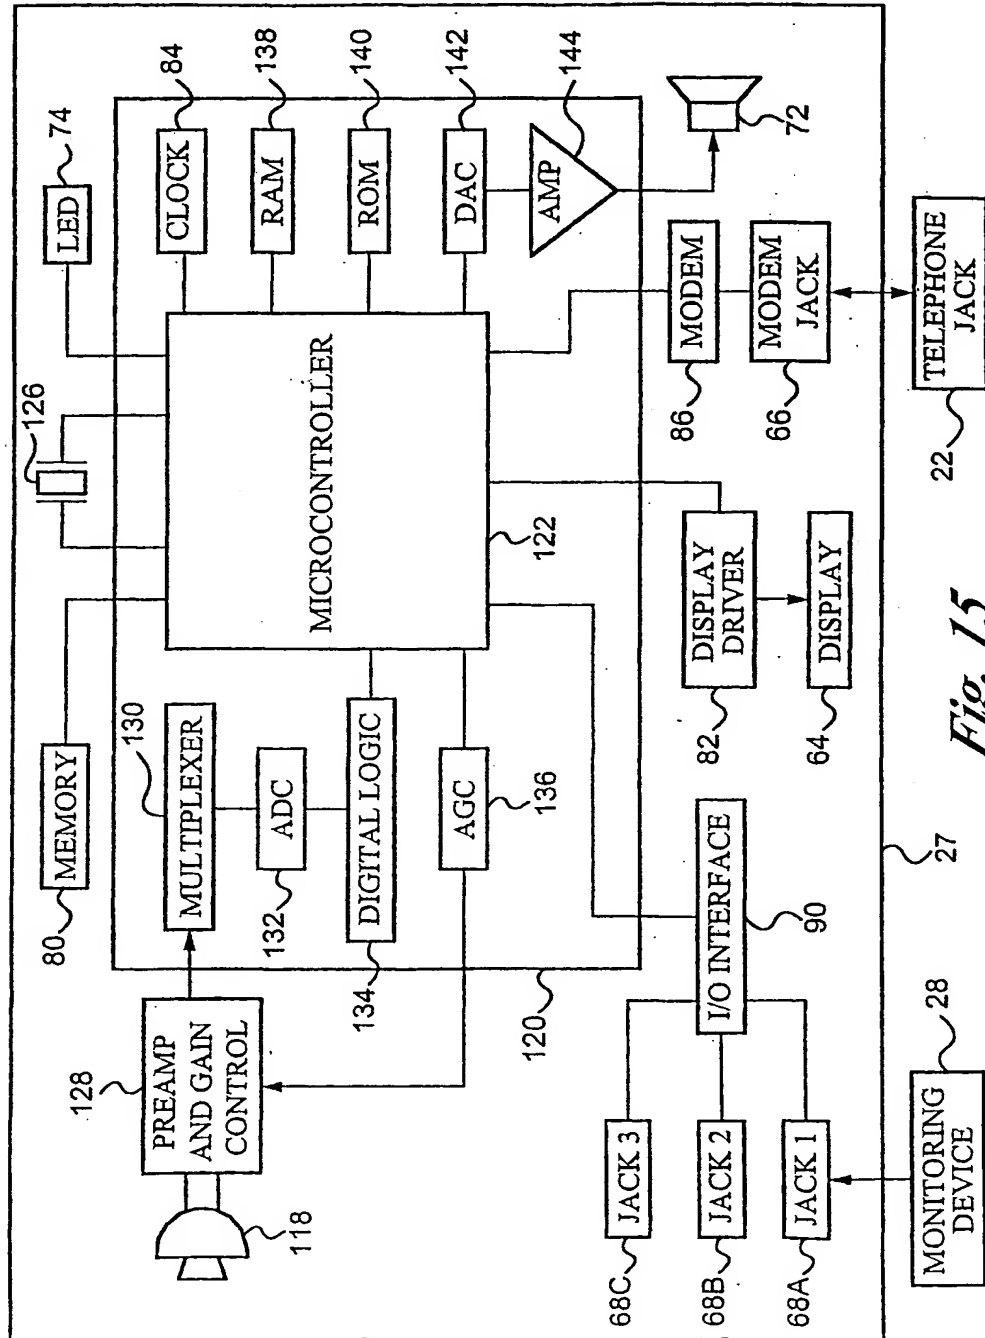 118
128
PREAMP
AND GAIN
CONTROL
80
MEMORY
126
74
LED
130
MULTIPLEXER
132
ADC
134
DIGITAL LOGIC
136
AGC
120
MICROCONTROLLER
122
CLOCK
84
RAM
138
ROM
140
DAC
142
AMP
144
72
68C
JACK 3
68B
JACK 2
68A
JACK 1
I/O INTERFACE
90
82
DISPLAY
DRIVER
64
DISPLAY
86
MODEM
66
MODEM
JACK
27
MONITORING
DEVICE
28
22
TELEPHONE
JACK
Fig. 15